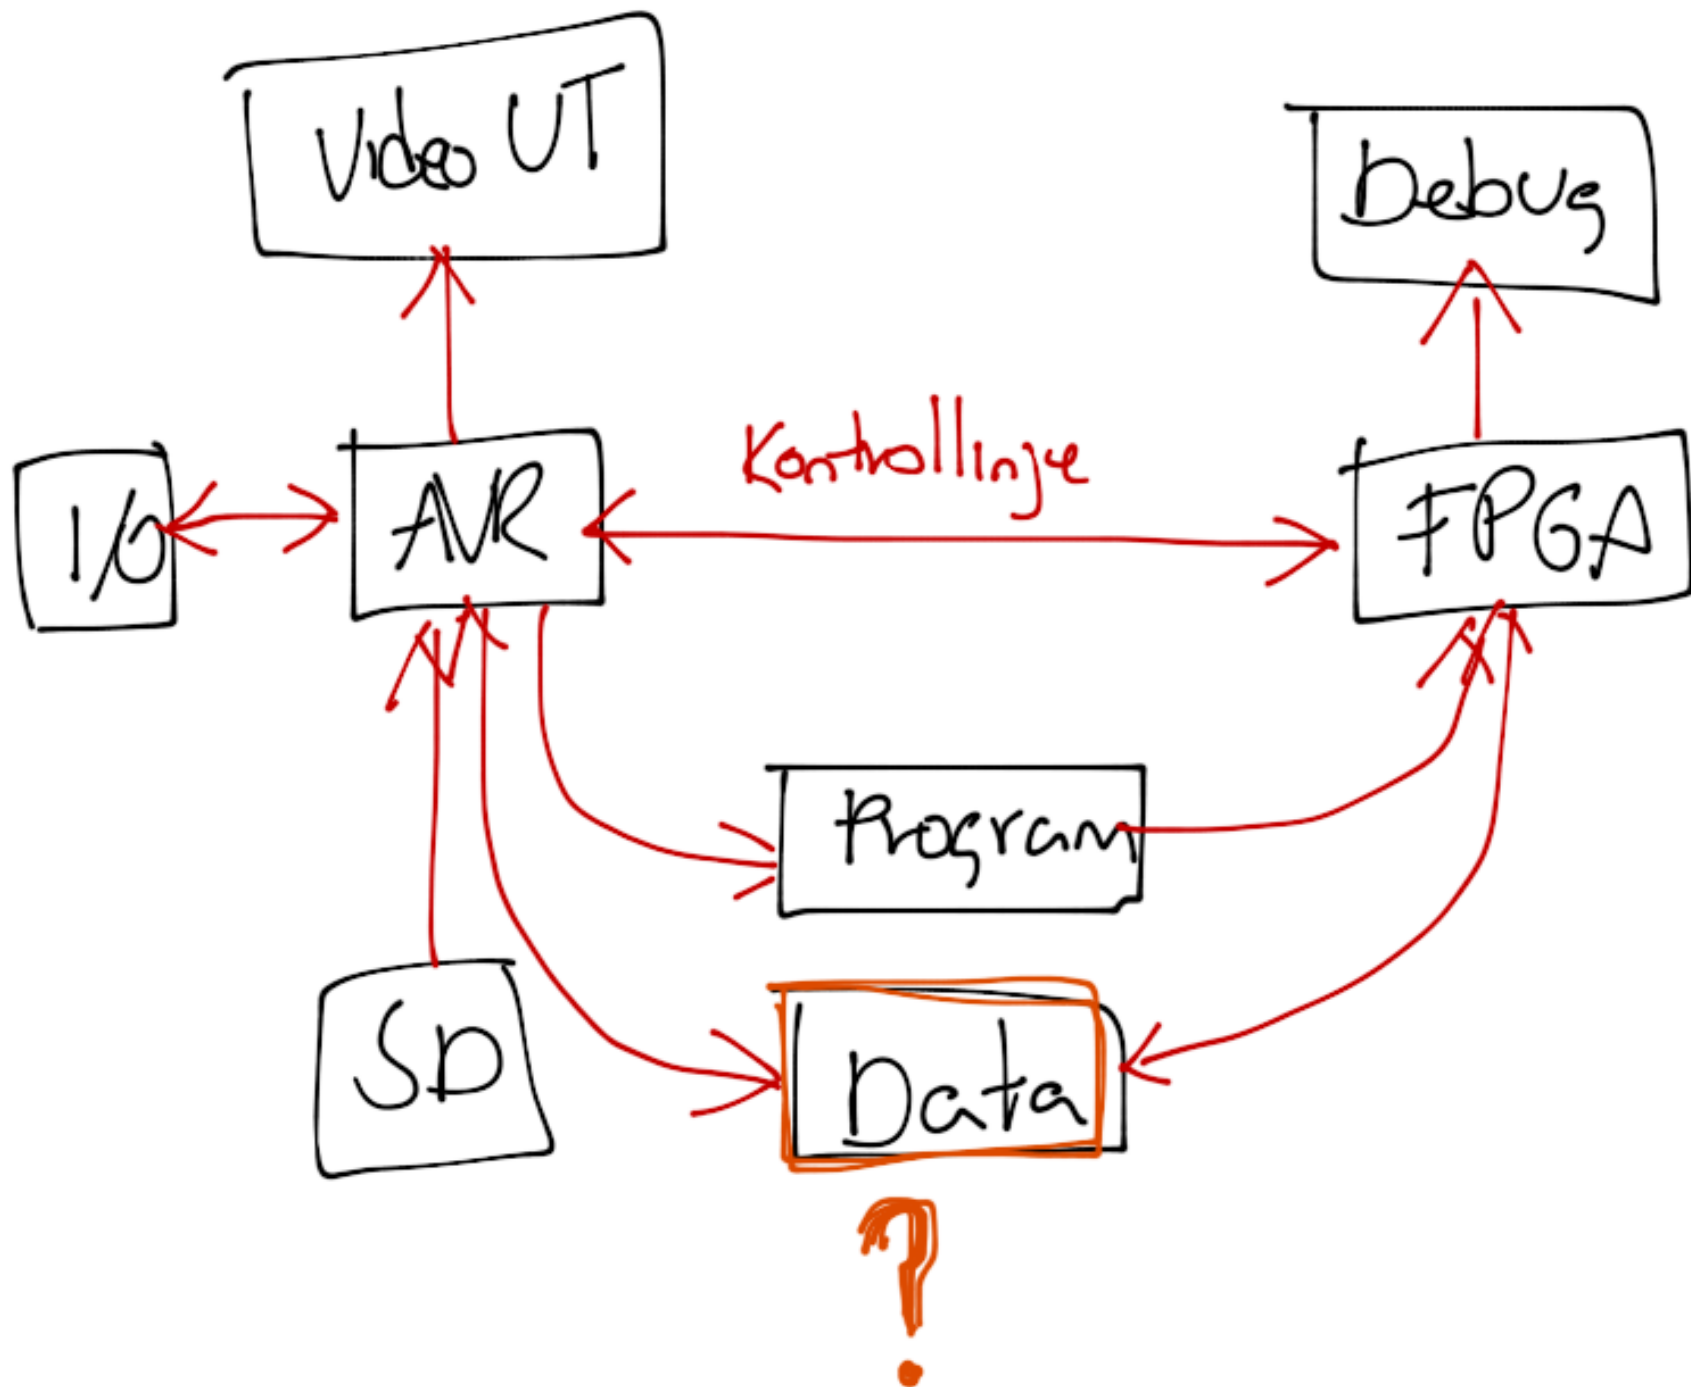 Video UT
Debug
Kontrollinje
I/O
AVR
FPGA
Program
SD
Data
?